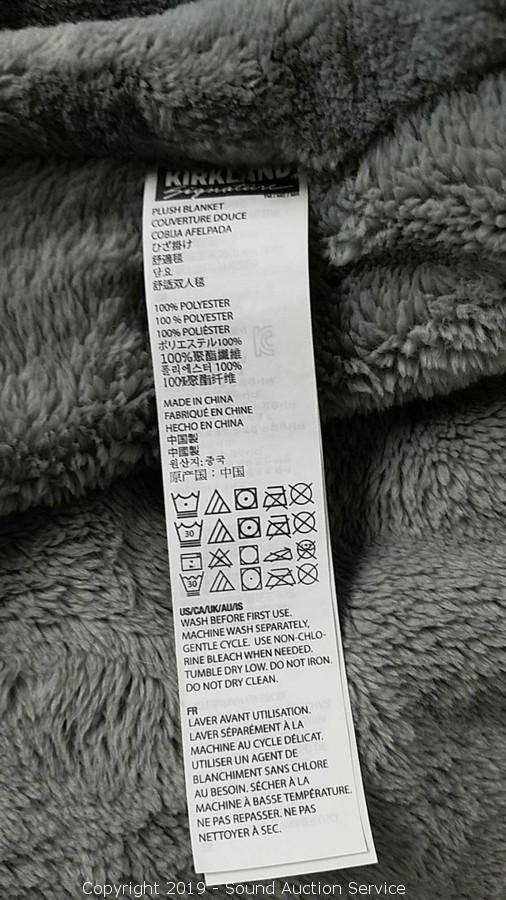 KIRKLAND
Signature
PLUSH BLANKET
COUVERTURE DOUCE
COBIJA AFELPADA
ひざ掛け
舒適毯
담요
舒适双人毯
100% POLYESTER
100 % POLYESTER
100% POLIÉSTER
ポリエステル100%
100%聚酯纖維
폴리에스터 100%
100%聚酯纤维
MADE IN CHINA
FABRIQUÉ EN CHINE
HECHO EN CHINA
中国製
中國製
원산지:중국
原产国：中国
30
30
US/CA/UK/AU/IS
WASH BEFORE FIRST USE.
MACHINE WASH SEPARATELY,
GENTLE CYCLE. USE NON-CHLO-
RINE BLEACH WHEN NEEDED.
TUMBLE DRY LOW. DO NOT IRON.
DO NOT DRY CLEAN.
FR
LAVER AVANT UTILISATION.
LAVER SÉPARÉMENT À LA
MACHINE AU CYCLE DÉLICAT.
UTILISER UN AGENT DE
BLANCHIMENT SANS CHLORE
AU BESOIN. SÉCHER À LA
MACHINE À BASSE TEMPÉRATURE.
NE PAS REPASSER. NE PAS
NETTOYER À SEC.
Copyright 2019 - Sound Auction Service